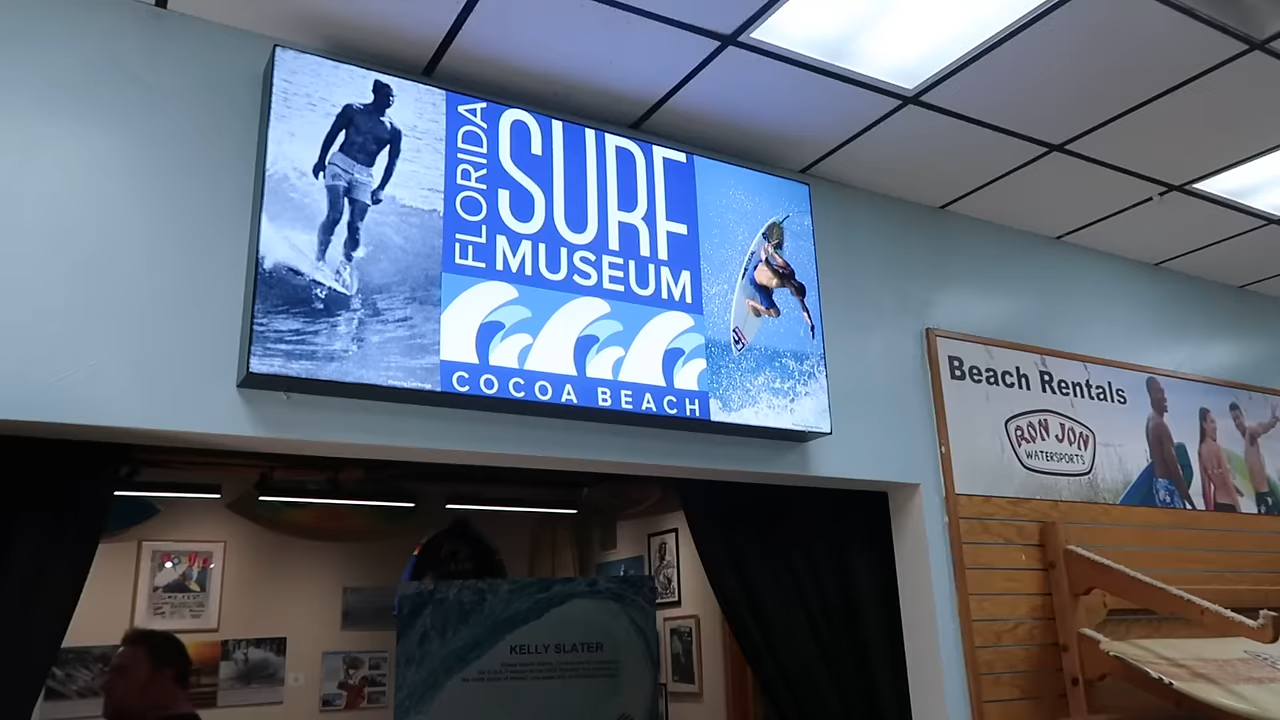 FLORIDA
SURF
MUSEUM
COCOA BEACH
Beach Rentals
RON JON
WATERSPORTS
KELLY SLATER